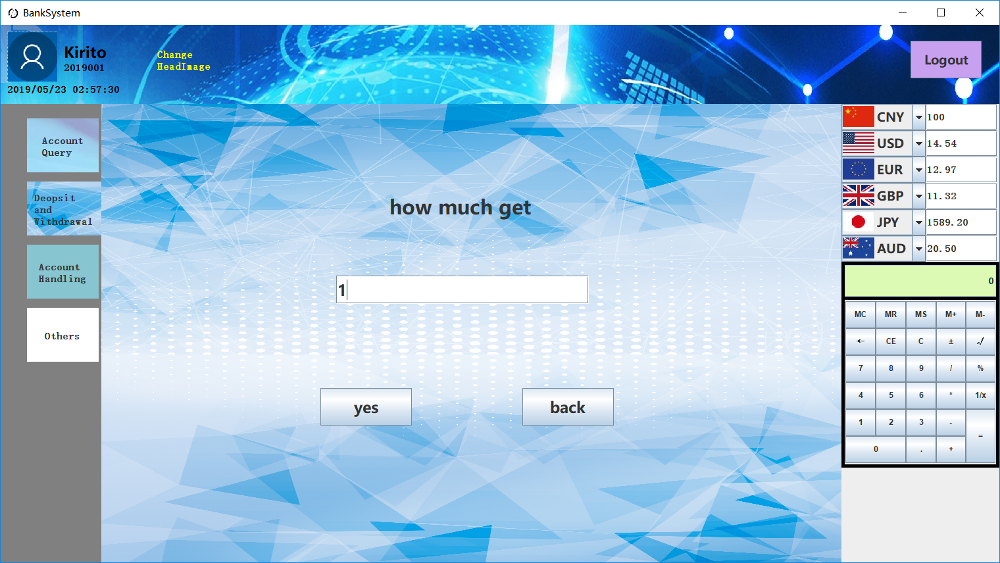 BankSystem
Kirito
2019001
2019/05/23 02:57:30
Change
HeadImage
Logout
Account
Query
Deopsit
and
Withdrawal
Account
Handling
Others
how much get
1
yes
back
CNY 100
USD 14.54
EUR 12.97
GBP 11.32
JPY 1589.20
AUD 20.50
0
MC MR MS M+ M-
← CE C ± √
7 8 9 / %
4 5 6 * 1/x
1 2 3 - =
0 . +